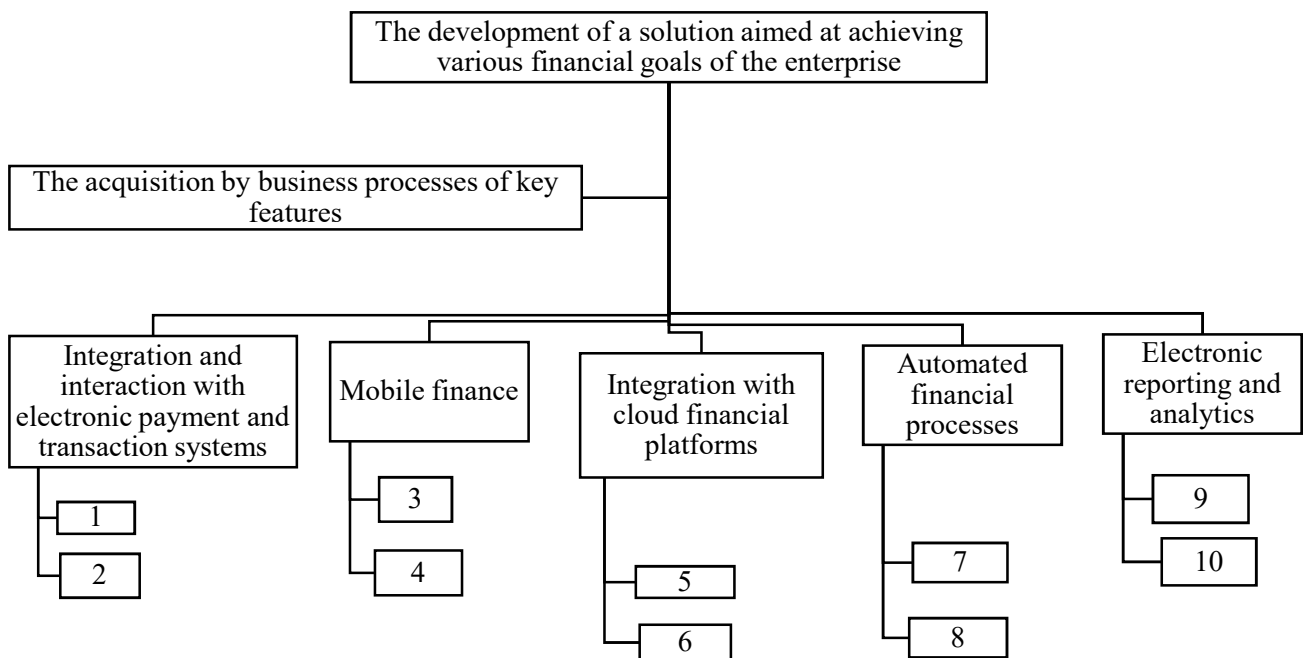 The development of a solution aimed at achieving
various financial goals of the enterprise
The acquisition by business processes of key
features
Integration and
interaction with
electronic payment and
transaction systems
Mobile finance
Integration with
cloud financial
platforms
Automated
financial
processes
Electronic
reporting and
analytics
1
2
3
4
5
6
7
8
9
10